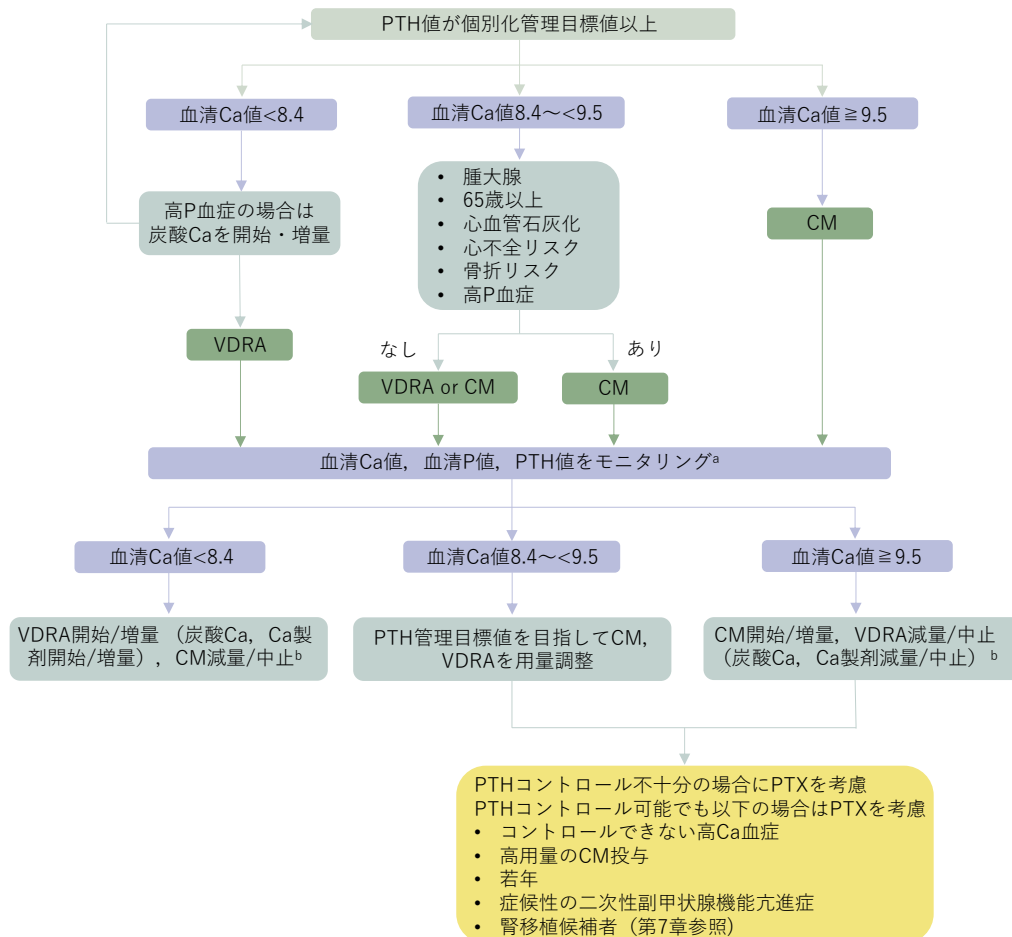 PTH値が個別化管理目標値以上
血清Ca値<8.4
血清Ca値8.4～<9.5
血清Ca値≧9.5
高P血症の場合は
炭酸Caを開始・増量
• 腫大腺
• 65歳以上
• 心血管石灰化
• 心不全リスク
• 骨折リスク
• 高P血症
CM
VDRA
なし
あり
VDRA or CM
CM
血清Ca値，血清P値，PTH値をモニタリングa
血清Ca値<8.4
血清Ca値8.4～<9.5
血清Ca値≧9.5
VDRA開始/増量 （炭酸Ca，Ca製
剤開始/増量），CM減量/中止b
PTH管理目標値を目指してCM，
VDRAを用量調整
CM開始/増量，VDRA減量/中止
（炭酸Ca，Ca製剤減量/中止） b
PTHコントロール不十分の場合にPTXを考慮
PTHコントロール可能でも以下の場合はPTXを考慮
• コントロールできない高Ca血症
• 高用量のCM投与
• 若年
• 症候性の二次性副甲状腺機能亢進症
• 腎移植候補者（第7章参照）